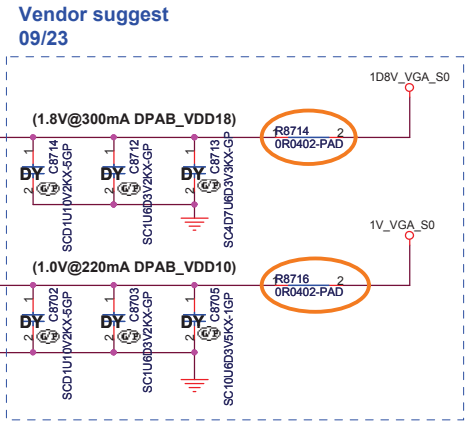 Vendor suggest
09/23
1D8V_VGA_S0
(1.8V@300mA DPAB_VDD18)
1 R8714 2
0R0402-PAD
1 DY 2 G/P C8714 SCD1U10V2KX-5GP
1 DY 2 G/P C8712 SC1U6D3V2KX-GP
1 DY 2 G/P C8713 SC4D7U6D3V3KX-GP
1V_VGA_S0
(1.0V@220mA DPAB_VDD10)
1 R8716 2
0R0402-PAD
1 DY 2 G/P C8702 SCD1U10V2KX-5GP
1 DY 2 G/P C8703 SC1U6D3V2KX-GP
1 DY 2 G/P C8705 SC10U6D3V5KX-1GP